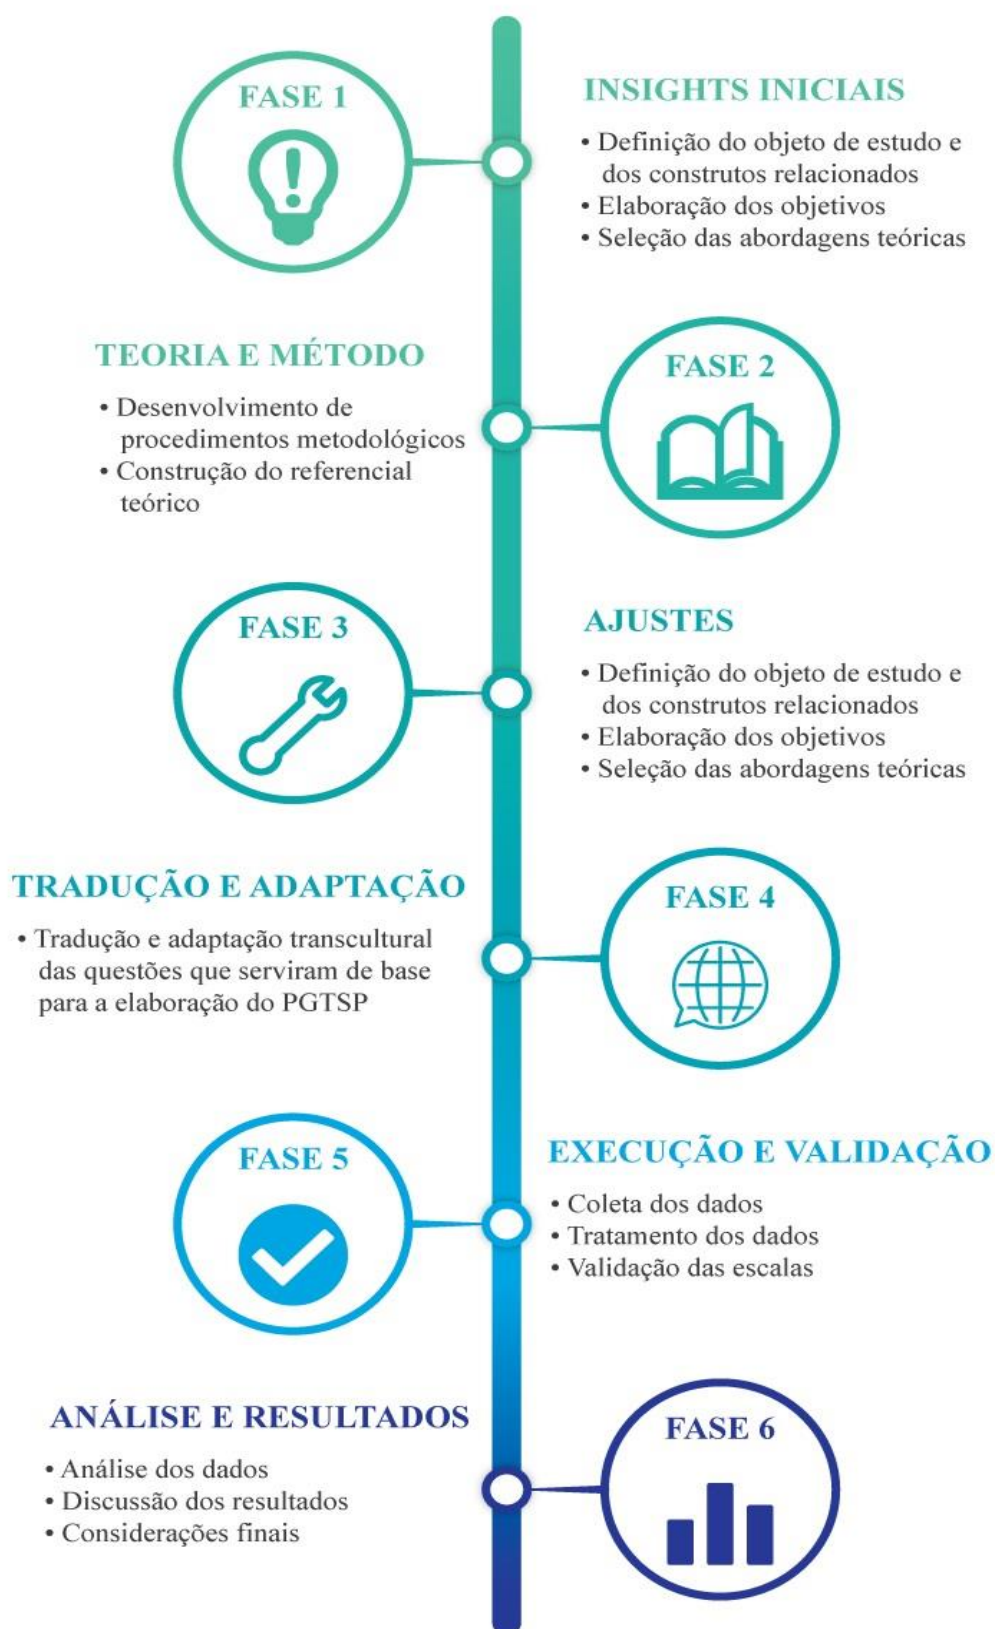 FASE 1
INSIGHTS INICIAIS
• Definição do objeto de estudo e
dos construtos relacionados
• Elaboração dos objetivos
• Seleção das abordagens teóricas
TEORIA E MÉTODO
• Desenvolvimento de
procedimentos metodológicos
• Construção do referencial
teórico
FASE 2
FASE 3
AJUSTES
• Definição do objeto de estudo e
dos construtos relacionados
• Elaboração dos objetivos
• Seleção das abordagens teóricas
TRADUÇÃO E ADAPTAÇÃO
• Tradução e adaptação transcultural
das questões que serviram de base
para a elaboração do PGTSP
FASE 4
FASE 5
EXECUÇÃO E VALIDAÇÃO
• Coleta dos dados
• Tratamento dos dados
• Validação das escalas
ANÁLISE E RESULTADOS
• Análise dos dados
• Discussão dos resultados
• Considerações finais
FASE 6